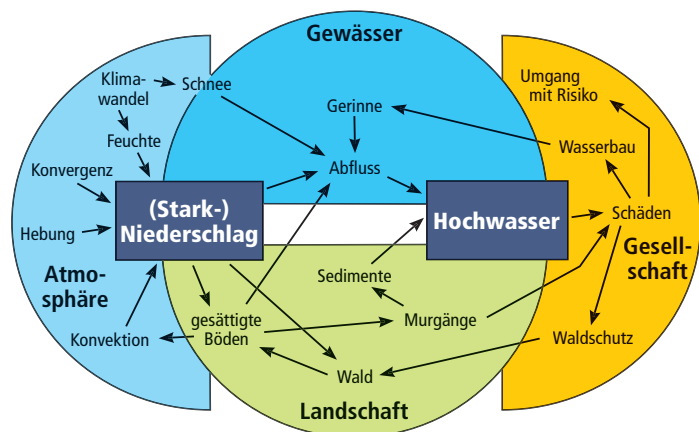 Gewässer
Klima-
wandel
Schnee
Umgang
mit Risiko
Gerinne
Feuchte
Wasserbau
Konvergenz
Abfluss
(Stark-)
Niederschlag
Hochwasser
Schäden
Hebung
Gesell-
schaft
Atmo-
sphäre
Sedimente
gesättigte
Böden
Murgänge
Konvektion
Waldschutz
Wald
Landschaft